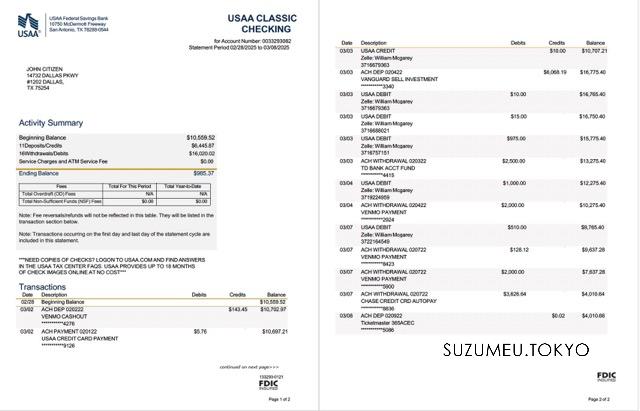 USAA Federal Savings Bank
10750 McDermott Freeway
San Antonio, TX 78288-0544
USAA®
USAA CLASSIC
CHECKING
for Account Number: 0033293082
Statement Period 02/28/2025 to 03/08/2025
JOHN CITIZEN
14732 DALLAS PKWY
#1202 DALLAS,
TX 75254
Activity Summary
Beginning Balance $10,559.52
11Deposits/Credits $6,445.87
16Withdrawals/Debits $16,020.02
Service Charges and ATM Service Fee $0.00
Ending Balance $985.37
Fees Total For This Period Total Year-to-Date
Total Overdraft (OD) Fees N/A N/A
Total Non-Sufficient Funds (NSF) Fees $0.00 $0.00
Note: Fee reversals/refunds will not be reflected in this table. They will be listed in the
transaction section below.
Note: Transactions occurring on the first and last day of the statement cycle are
included in this statement.
***NEED COPIES OF CHECKS? LOGON TO USAA.COM AND FIND ANSWERS
IN THE USAA TAX CENTER FAQS. USAA PROVIDES UP TO 18 MONTHS
OF CHECK IMAGES ONLINE AT NO COST***
Transactions
Date Description Debits Credits Balance
02/28 Beginning Balance $10,559.52
03/02 ACH DEP 020222 $143.45 $10,702.97
VENMO CASHOUT
***********4276
03/02 ACH PAYMENT 020122 $5.76 $10,697.21
USAA CREDIT CARD PAYMENT
***********9126
continued on next page>>>
133293-0121
FDIC
INSURED
Page 1 of 2
Date Description Debits Credits Balance
03/03 USAA CREDIT $10.00 $10,707.21
Zelle: William Mcgarey
3716679363
03/03 ACH DEP 020422 $6,068.19 $16,775.40
VANGUARD SELL INVESTMENT
***********3340
03/03 USAA DEBIT $10.00 $16,765.40
Zelle: William Mcgarey
3716679363
03/03 USAA DEBIT $15.00 $16,750.40
Zelle: William Mcgarey
3716688021
03/03 USAA DEBIT $975.00 $15,775.40
Zelle: William Mcgarey
3716757151
03/03 ACH WITHDRAWAL 020322 $2,500.00 $13,275.40
TD BANK ACCT FUND
***********4415
03/04 USAA DEBIT $1,000.00 $12,275.40
Zelle: William Mcgarey
3719224959
03/04 ACH WITHDRAWAL 020422 $2,000.00 $10,275.40
VENMO PAYMENT
***********2924
03/07 USAA DEBIT $510.00 $9,765.40
Zelle: William Mcgarey
3722164549
03/07 ACH WITHDRAWAL 020722 $128.12 $9,637.28
VENMO PAYMENT
***********8423
03/07 ACH WITHDRAWAL 020722 $2,000.00 $7,637.28
VENMO PAYMENT
***********5900
03/07 ACH WITHDRAWAL 020722 $3,626.64 $4,010.64
CHASE CREDIT CRD AUTOPAY
***********8636
03/08 ACH DEP 020922 $0.02 $4,010.66
Ticketmaster 365ACEC
***********5086
SUZUMEU.TOKYO
FDIC
INSURED
Page 2 of 2